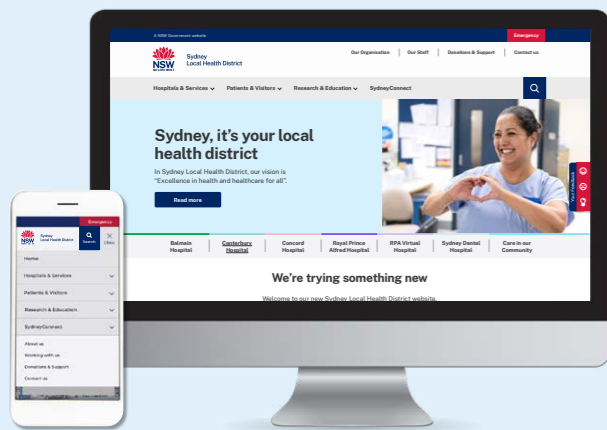 A NSW Government website
Emergency
NSW
GOVERNMENT
Sydney
Local Health District
Our Organisation
Our Staff
Donations & Support
Contact us
Hospitals & Services
Patients & Visitors
Research & Education
SydneyConnect
Sydney, it's your local
health district
In Sydney Local Health District, our vision is
"Excellence in health and healthcare for all".
Read more
Your Feedback
Balmain
Hospital
Canterbury
Hospital
Concord
Hospital
Royal Prince
Alfred Hospital
RPA Virtual
Hospital
Sydney Dental
Hospital
Care in our
Community
We're trying something new
Welcome to our new Sydney Local Health District website.
Emergency
NSW
Sydney
Local Health District
Search
Close
Home
Hospitals & Services
Patients & Visitors
Research & Education
SydneyConnect
About us
Working with us
Donations & Support
Contact us